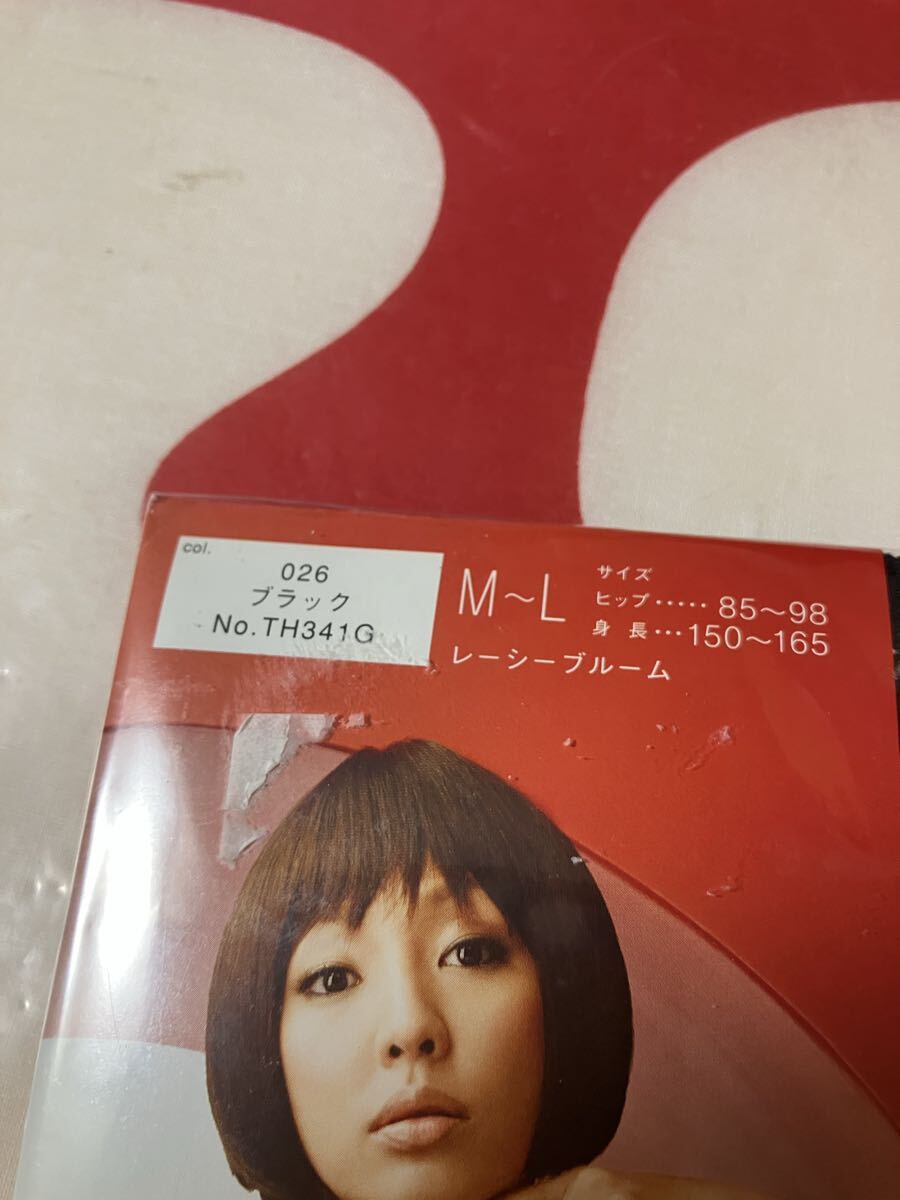 col.
026
ブラック
No.TH341G
M～L
サイズ
ヒップ‥‥‥85～98
身 長…150～165
レーシーブルーム